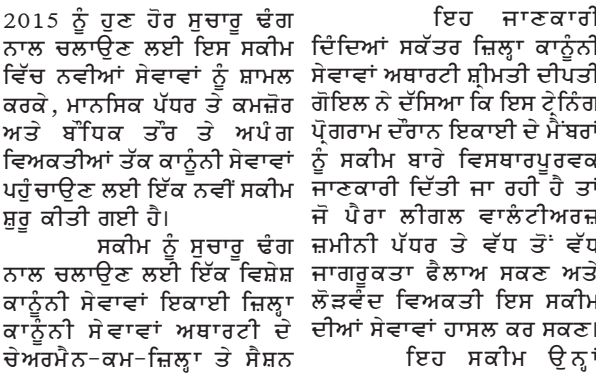 2015 ਨੂੰ ਹੁਣ ਹੋਰ ਸੁਚਾਰੂ ਢੰਗ
ਨਾਲ ਚਲਾਉਣ ਲਈ ਇਸ ਸਕੀਮ
ਵਿੱਚ ਨਵੀਆਂ ਸੇਵਾਵਾਂ ਨੂੰ ਸ਼ਾਮਲ
ਕਰਕੇ, ਮਾਨਸਿਕ ਪੱਧਰ ਤੇ ਕਮਜ਼ੋਰ
ਅਤੇ ਬੌਧਿਕ ਤੌਰ ਤੇ ਅਪੰਗ
ਵਿਅਕਤੀਆਂ ਤੱਕ ਕਾਨੂੰਨੀ ਸੇਵਾਵਾਂ
ਪਹੁੰਚਾਉਣ ਲਈ ਇੱਕ ਨਵੀਂ ਸਕੀਮ
ਸ਼ੁਰੂ ਕੀਤੀ ਗਈ ਹੈ।
ਸਕੀਮ ਨੂੰ ਸੁਚਾਰੂ ਢੰਗ
ਨਾਲ ਚਲਾਉਣ ਲਈ ਇੱਕ ਵਿਸ਼ੇਸ਼
ਕਾਨੂੰਨੀ ਸੇਵਾਵਾਂ ਇਕਾਈ ਜ਼ਿਲ੍ਹਾ
ਕਾਨੂੰਨੀ ਸੇਵਾਵਾਂ ਅਥਾਰਟੀ ਦੇ
ਚੇਅਰਮੈਨ-ਕਮ-ਜ਼ਿਲ੍ਹਾ ਤੇ ਸੈਸ਼ਨ
ਇਹ ਜਾਣਕਾਰੀ
ਦਿੰਦਿਆਂ ਸਕੱਤਰ ਜ਼ਿਲ੍ਹਾ ਕਾਨੂੰਨੀ
ਸੇਵਾਵਾਂ ਅਥਾਰਟੀ ਸ਼੍ਰੀਮਤੀ ਦੀਪਤੀ
ਗੋਇਲ ਨੇ ਦੱਸਿਆ ਕਿ ਇਸ ਟ੍ਰੇਨਿੰਗ
ਪ੍ਰੋਗਰਾਮ ਦੌਰਾਨ ਇਕਾਈ ਦੇ ਮੈਂਬਰਾਂ
ਨੂੰ ਸਕੀਮ ਬਾਰੇ ਵਿਸਥਾਰਪੂਰਵਕ
ਜਾਣਕਾਰੀ ਦਿੱਤੀ ਜਾ ਰਹੀ ਹੈ ਤਾਂ
ਜੋ ਪੈਰਾ ਲੀਗਲ ਵਾਲੰਟੀਅਰਜ਼
ਜ਼ਮੀਨੀ ਪੱਧਰ ਤੇ ਵੱਧ ਤੋਂ ਵੱਧ
ਜਾਗਰੂਕਤਾ ਫੈਲਾਅ ਸਕਣ ਅਤੇ
ਲੋੜਵੰਦ ਵਿਅਕਤੀ ਇਸ ਸਕੀਮ
ਦੀਆਂ ਸੇਵਾਵਾਂ ਹਾਸਲ ਕਰ ਸਕਣ।
ਇਹ ਸਕੀਮ ਉਨ੍ਹਾਂ